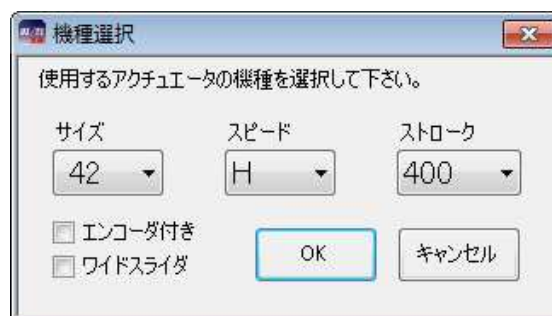 機種選択
使用するアクチュエータの機種を選択して下さい。
サイズ スピード ストローク
42 H 400
エンコーダ付き
ワイドスライダ
OK キャンセル